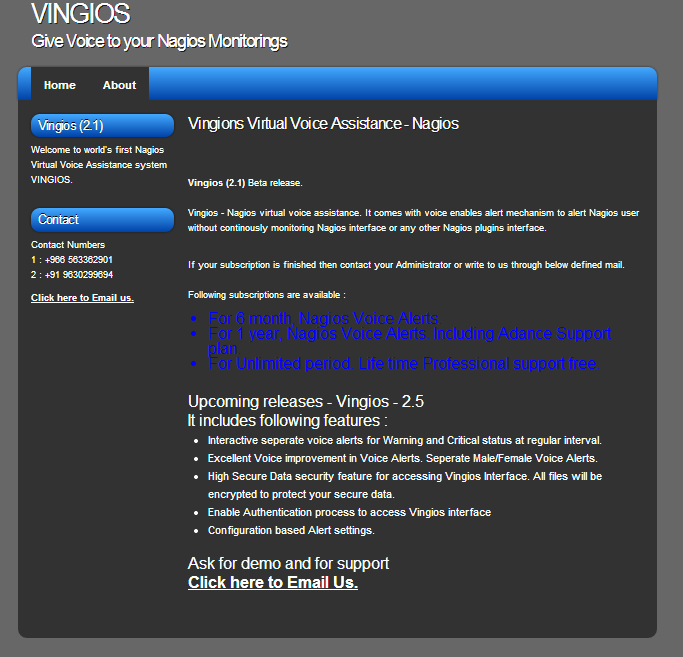 VINGIOS
Give Voice to your Nagios Monitorings
Home About
Vingios (2.1)
Welcome to world's first Nagios
Virtual Voice Assistance system
VINGIOS.
Contact
Contact Numbers
1 : +966 563362901
2 : +91 9630299694
Click here to Email us.
Vingions Virtual Voice Assistance - Nagios
Vingios (2.1) Beta release.
Vingios - Nagios virtual voice assistance. It comes with voice enables alert mechanism to alert Nagios user
without continously monitoring Nagios interface or any other Nagios plugins interface.
If your subscription is finished then contact your Administrator or write to us through below defined mail.
Following subscriptions are available :
• For 6 month, Nagios Voice Alerts
• For 1 year, Nagios Voice Alerts. Including Adance Support
plan.
• For Unlimited period. Life time Professional support free.
Upcoming releases - Vingios - 2.5
It includes following features :
• Interactive seperate voice alerts for Warning and Critical status at regular interval.
• Excellent Voice improvement in Voice Alerts. Seperate Male/Female Voice Alerts.
• High Secure Data security feature for accessing Vingios Interface. All files will be
encrypted to protect your secure data.
• Enable Authentication process to access Vingios interface
• Configuration based Alert settings.
Ask for demo and for support
Click here to Email Us.